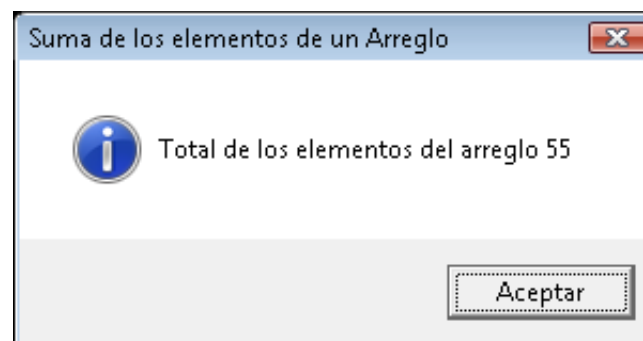 Suma de los elementos de un Arreglo
Total de los elementos del arreglo 55
Aceptar